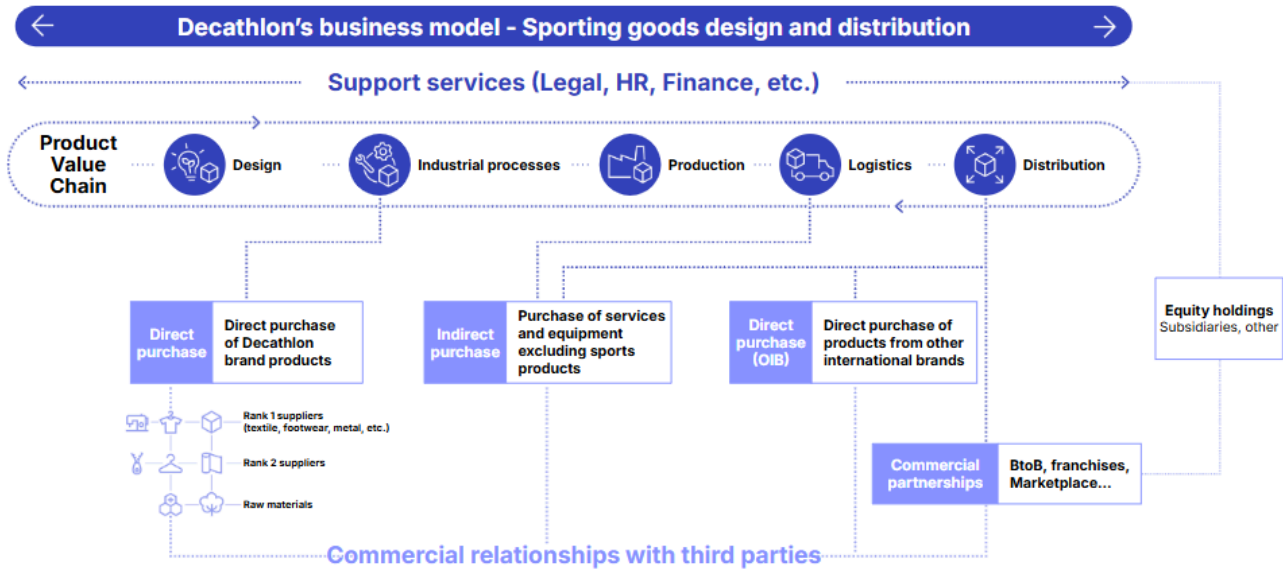 Decathlon's business model - Sporting goods design and distribution
Support services (Legal, HR, Finance, etc.)
Product
Value
Chain
Design
Industrial processes
Production
Logistics
Distribution
Direct
purchase
Direct purchase
of Decathlon
brand products
Indirect
purchase
Purchase of services
and equipment
excluding sports
products
Direct
purchase
(OIB)
Direct purchase of
products from other
international brands
Equity holdings
Subsidiaries, other
Rank 1 suppliers
(textile, footwear, metal, etc.)
Rank 2 suppliers
Raw materials
Commercial
partnerships
BtoB, franchises,
Marketplace...
Commercial relationships with third parties